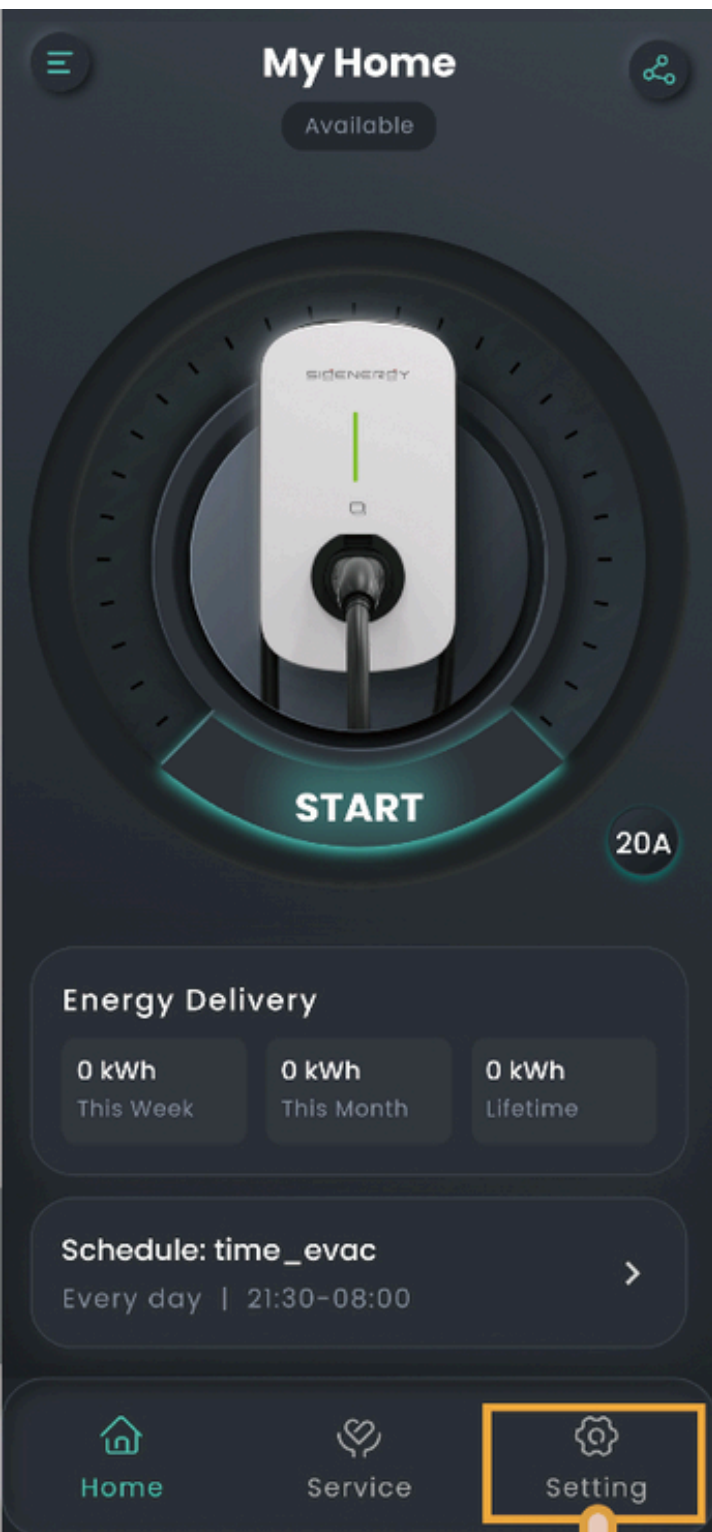 My Home
Available
SIGENERGY
START
20A
Energy Delivery
0 kWh 0 kWh 0 kWh
This Week This Month Lifetime
Schedule: time_evac
Every day | 21:30-08:00
Home Service Setting